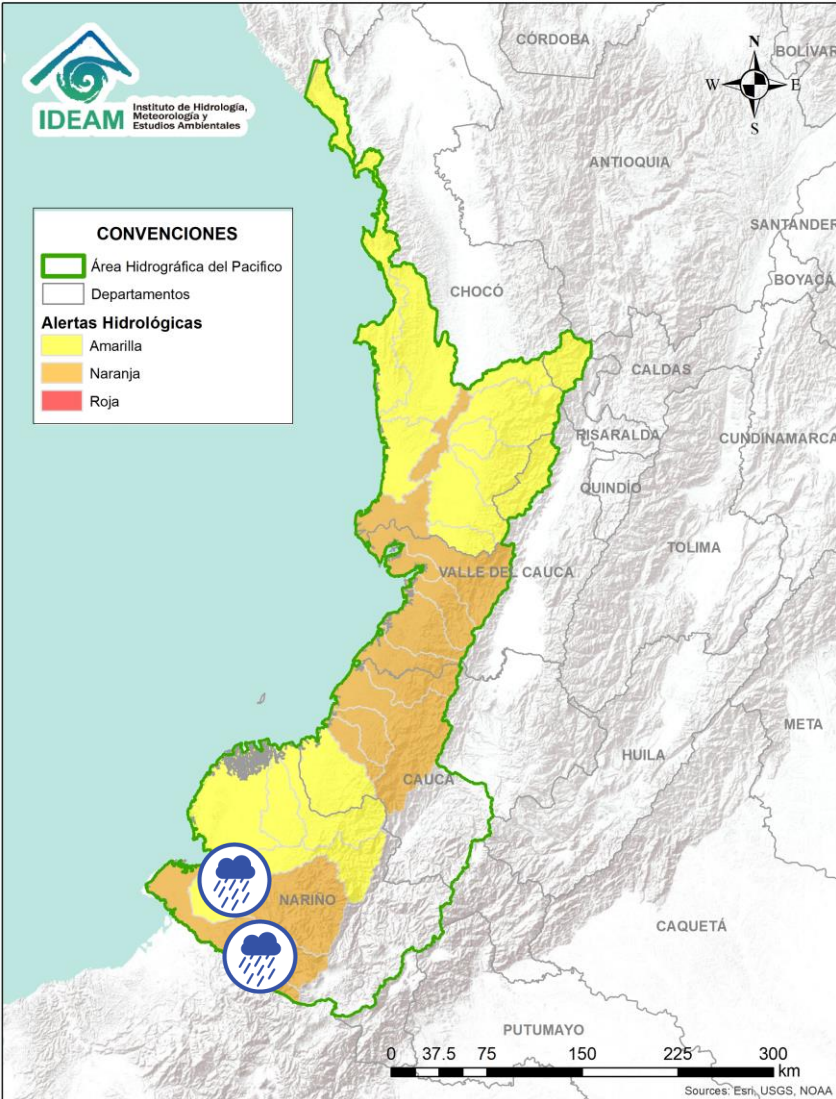 IDEAM
Instituto de Hidrología,
Meteorología y
Estudios Ambientales
N
W
E
S
CÓRDOBA
BOLÍVAR
ANTIOQUIA
SANTANDER
BOYACÁ
CHOCÓ
CONVENCIONES
Área Hidrográfica del Pacifico
Departamentos
Alertas Hidrológicas
Amarilla
Naranja
Roja
CALDAS
RISARALDA
CUNDINAMARCA
QUINDÍO
TOLIMA
VALLE DEL CAUCA
META
HUILA
CAUCA
NARIÑO
CAQUETÁ
PUTUMAYO
0 37.5 75 150 225 300
km
Sources: Esri, USGS, NOAA